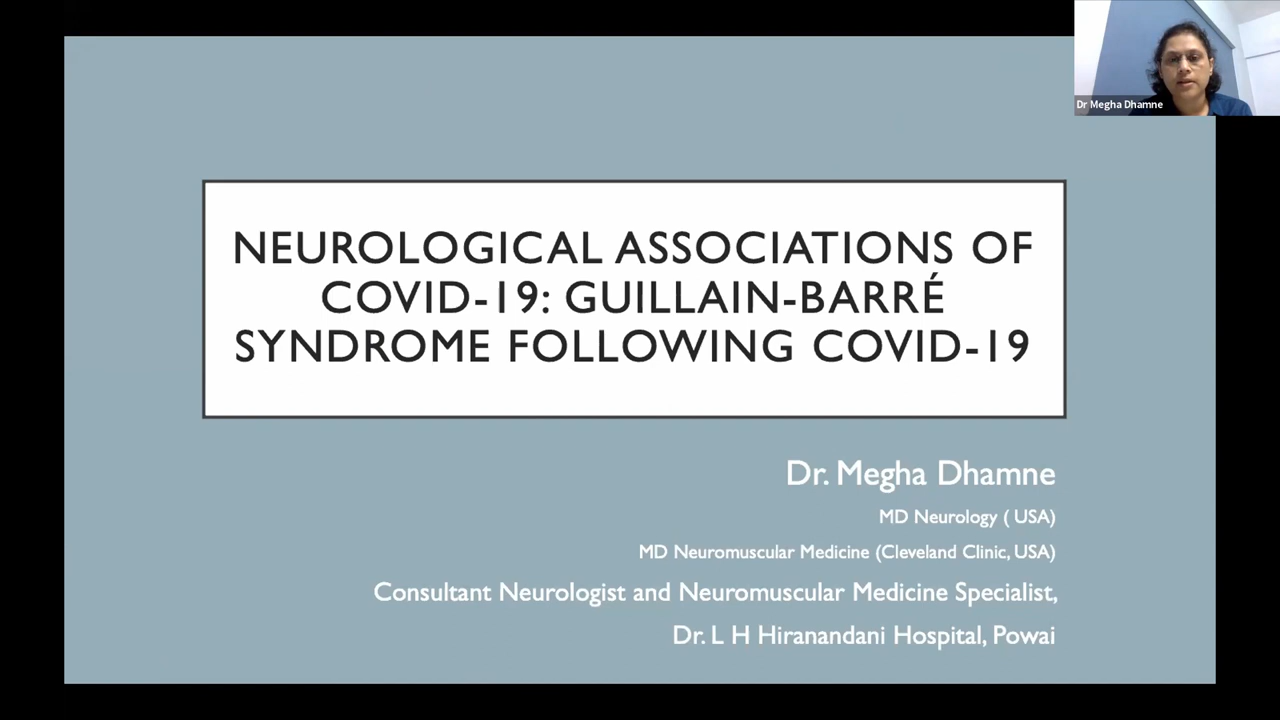 Dr Megha Dhamne
NEUROLOGICAL ASSOCIATIONS OF
COVID-19: GUILLAIN-BARRÉ
SYNDROME FOLLOWING COVID-19
Dr. Megha Dhamne
MD Neurology ( USA)
MD Neuromuscular Medicine (Cleveland Clinic, USA)
Consultant Neurologist and Neuromuscular Medicine Specialist,
Dr. L H Hiranandani Hospital, Powai